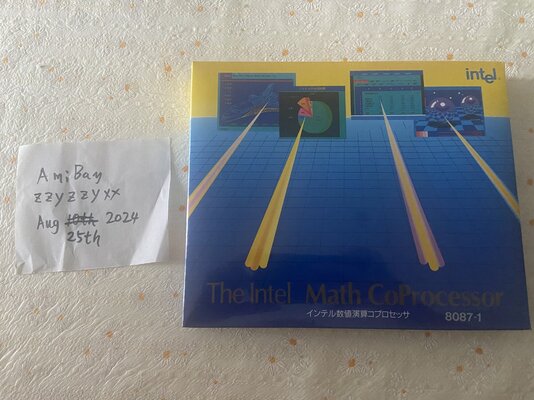 AmiBay
zzyzzyxx
Aug 10th 2024
25th
intel
The Intel Math CoProcessor
インテル数値演算コプロセッサ 8087-1